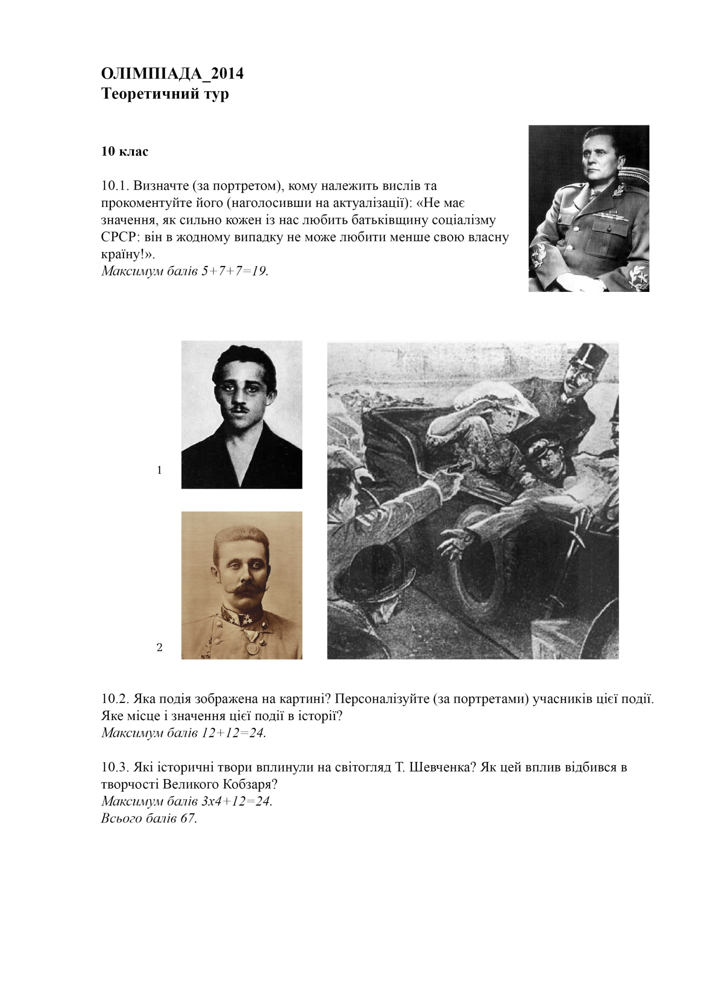 ОЛІМПІАДА_2014
Теоретичний тур
10 клас
10.1. Визначте (за портретом), кому належить вислів та
прокоментуйте його (наголосивши на актуалізації): «Не має
значення, як сильно кожен із нас любить батьківщину соціалізму
СРСР: він в жодному випадку не може любити менше свою власну
країну!».
Максимум балів 5+7+7=19.
1
2
10.2. Яка подія зображена на картині? Персоналізуйте (за портретами) учасників цієї події.
Яке місце і значення цієї події в історії?
Максимум балів 12+12=24.
10.3. Які історичні твори вплинули на світогляд Т. Шевченка? Як цей вплив відбився в
творчості Великого Кобзаря?
Максимум балів 3х4+12=24.
Всього балів 67.